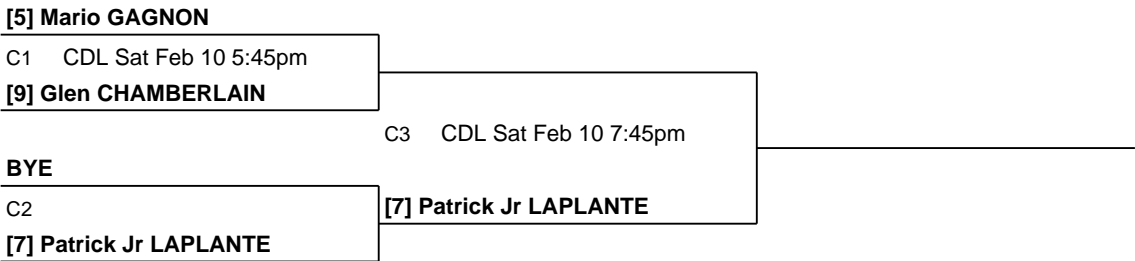 [5] Mario GAGNON
C1 CDL Sat Feb 10 5:45pm
[9] Glen CHAMBERLAIN
C3 CDL Sat Feb 10 7:45pm
BYE
C2
[7] Patrick Jr LAPLANTE
[7] Patrick Jr LAPLANTE